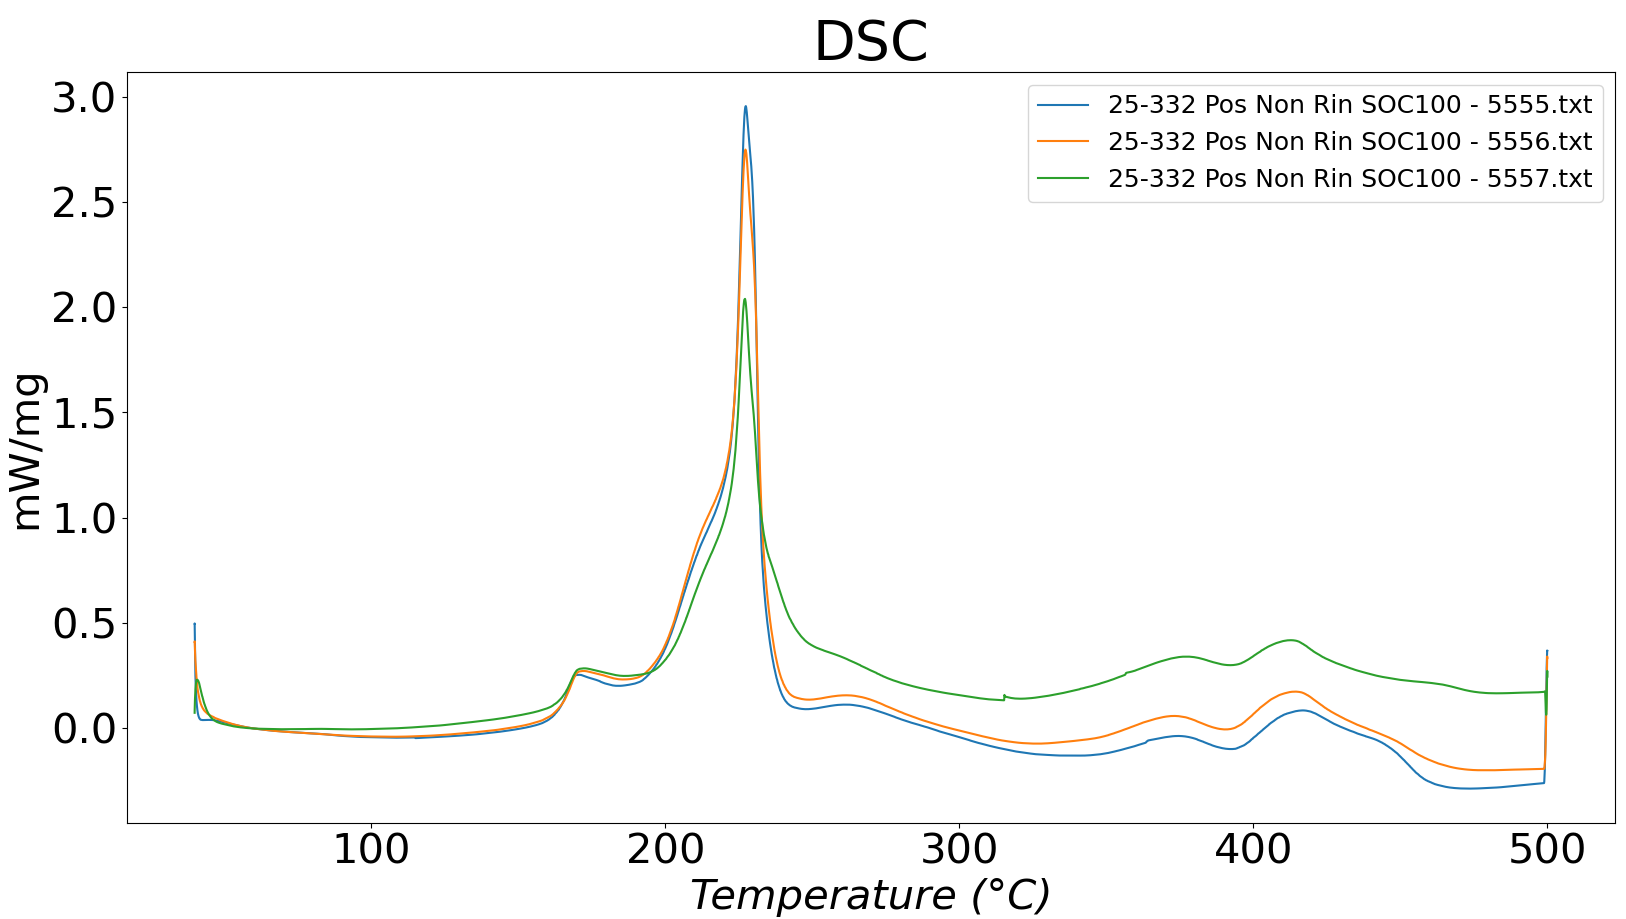 DSC
25-332 Pos Non Rin SOC100 - 5555.txt
25-332 Pos Non Rin SOC100 - 5556.txt
25-332 Pos Non Rin SOC100 - 5557.txt
mW/mg
3.0
2.5
2.0
1.5
1.0
0.5
0.0
100 200 300 400 500
Temperature (°C)